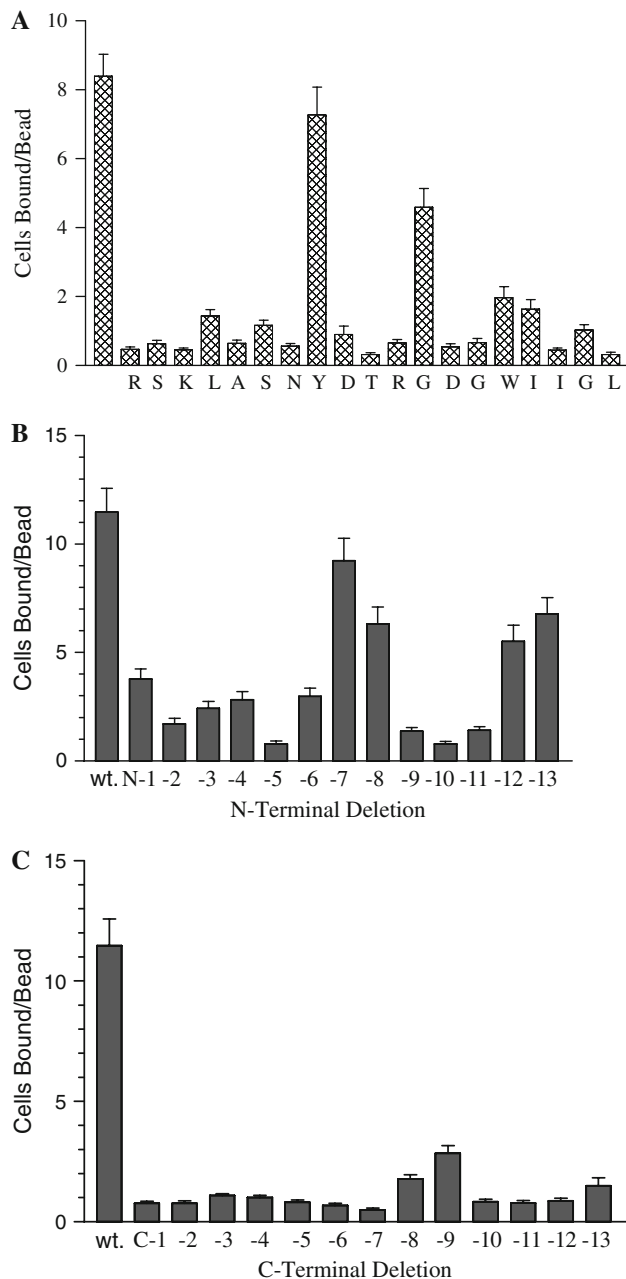 A
Cells Bound/Bead
10
8
6
4
2
0
R S K L A S N Y D T R G D G W I I G L
B
Cells Bound/Bead
15
10
5
0
wt. N-1 -2 -3 -4 -5 -6 -7 -8 -9 -10 -11 -12 -13
N-Terminal Deletion
C
Cells Bound/Bead
15
10
5
0
wt. C-1 -2 -3 -4 -5 -6 -7 -8 -9 -10 -11 -12 -13
C-Terminal Deletion